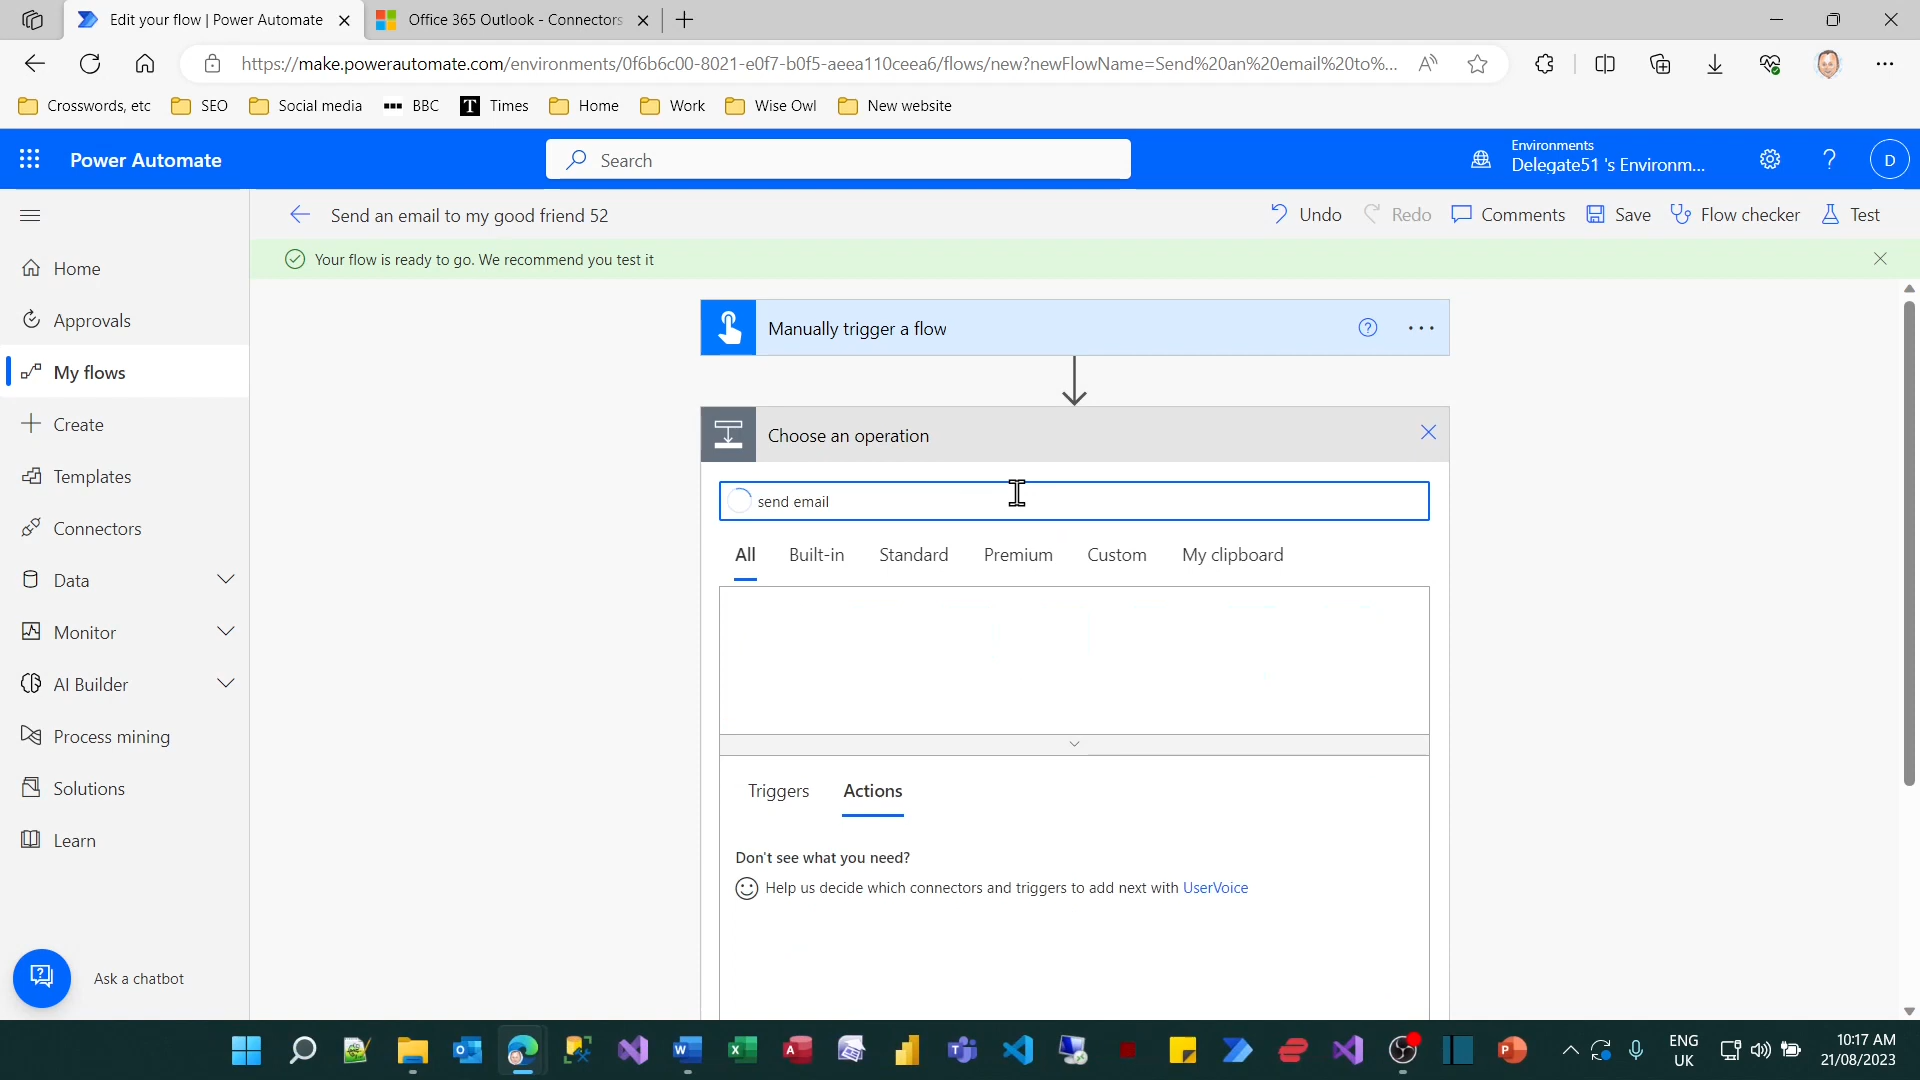 Edit your flow | Power Automate
Office 365 Outlook - Connectors
https://make.powerautomate.com/environments/0f6b6c00-8021-e0f7-b0f5-aeea110ceea6/flows/new?newFlowName=Send%20an%20email%20to%...
Crosswords, etc
SEO
Social media
BBC
Times
Home
Work
Wise Owl
New website
Power Automate
Search
Environments
Delegate51 's Environm...
D
Send an email to my good friend 52
Undo
Redo
Comments
Save
Flow checker
Test
Your flow is ready to go. We recommend you test it
Home
Approvals
My flows
Create
Templates
Connectors
Data
Monitor
AI Builder
Process mining
Solutions
Learn
Ask a chatbot
Manually trigger a flow
Choose an operation
send email
All
Built-in
Standard
Premium
Custom
My clipboard
Triggers
Actions
Don't see what you need?
Help us decide which connectors and triggers to add next with UserVoice
ENG
UK
10:17 AM
21/08/2023